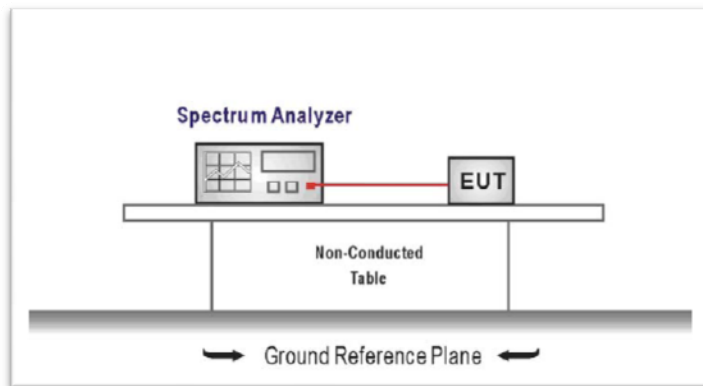 Spectrum Analyzer
EUT
Non-Conducted
Table
Ground Reference Plane